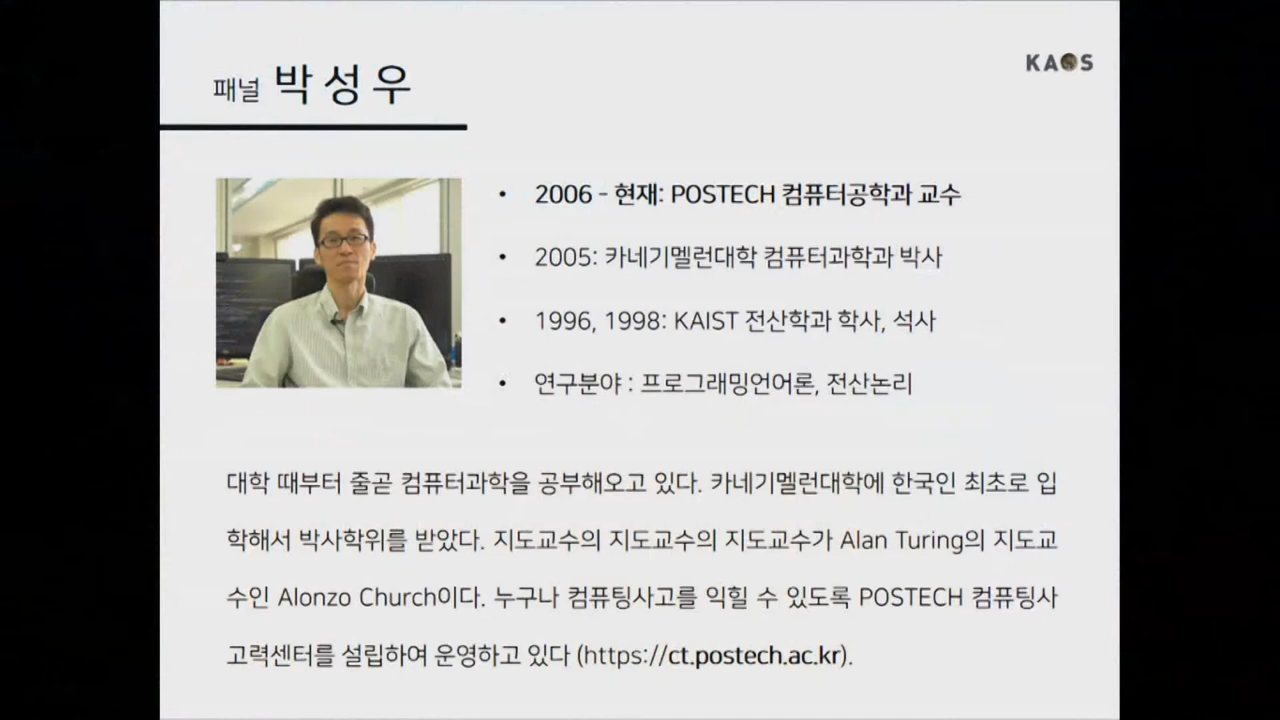 패널 박성우
KAOS
• 2006 - 현재: POSTECH 컴퓨터공학과 교수
• 2005: 카네기멜런대학 컴퓨터과학과 박사
• 1996, 1998: KAIST 전산학과 학사, 석사
• 연구분야 : 프로그래밍언어론, 전산논리
대학 때부터 줄곧 컴퓨터과학을 공부해오고 있다. 카네기멜런대학에 한국인 최초로 입
학해서 박사학위를 받았다. 지도교수의 지도교수의 지도교수가 Alan Turing의 지도교
수인 Alonzo Church이다. 누구나 컴퓨팅사고를 익힐 수 있도록 POSTECH 컴퓨팅사
고력센터를 설립하여 운영하고 있다 (https://ct.postech.ac.kr).